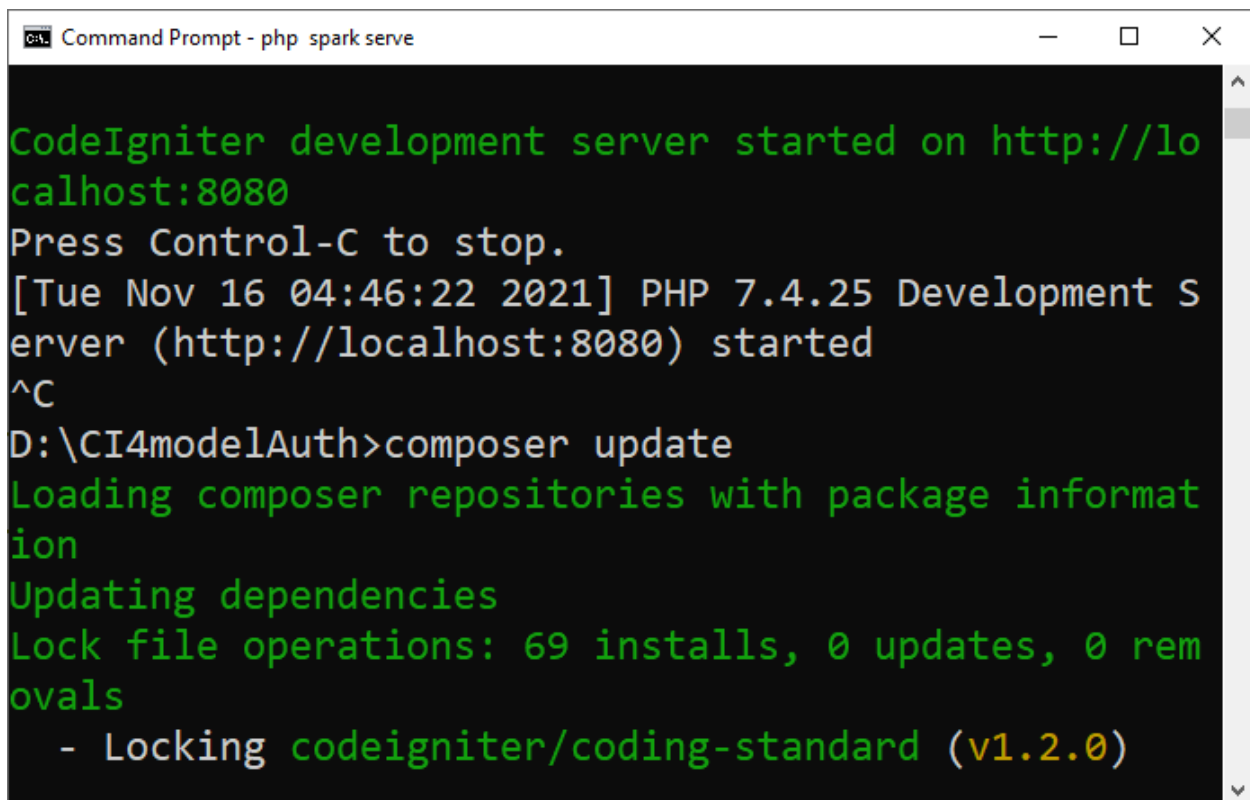 Command Prompt - php  spark serve
CodeIgniter development server started on http://lo
calhost:8080
Press Control-C to stop.
[Tue Nov 16 04:46:22 2021] PHP 7.4.25 Development S
erver (http://localhost:8080) started
^C
D:\CI4modelAuth>composer update
Loading composer repositories with package informat
ion
Updating dependencies
Lock file operations: 69 installs, 0 updates, 0 rem
ovals
  - Locking codeigniter/coding-standard (v1.2.0)